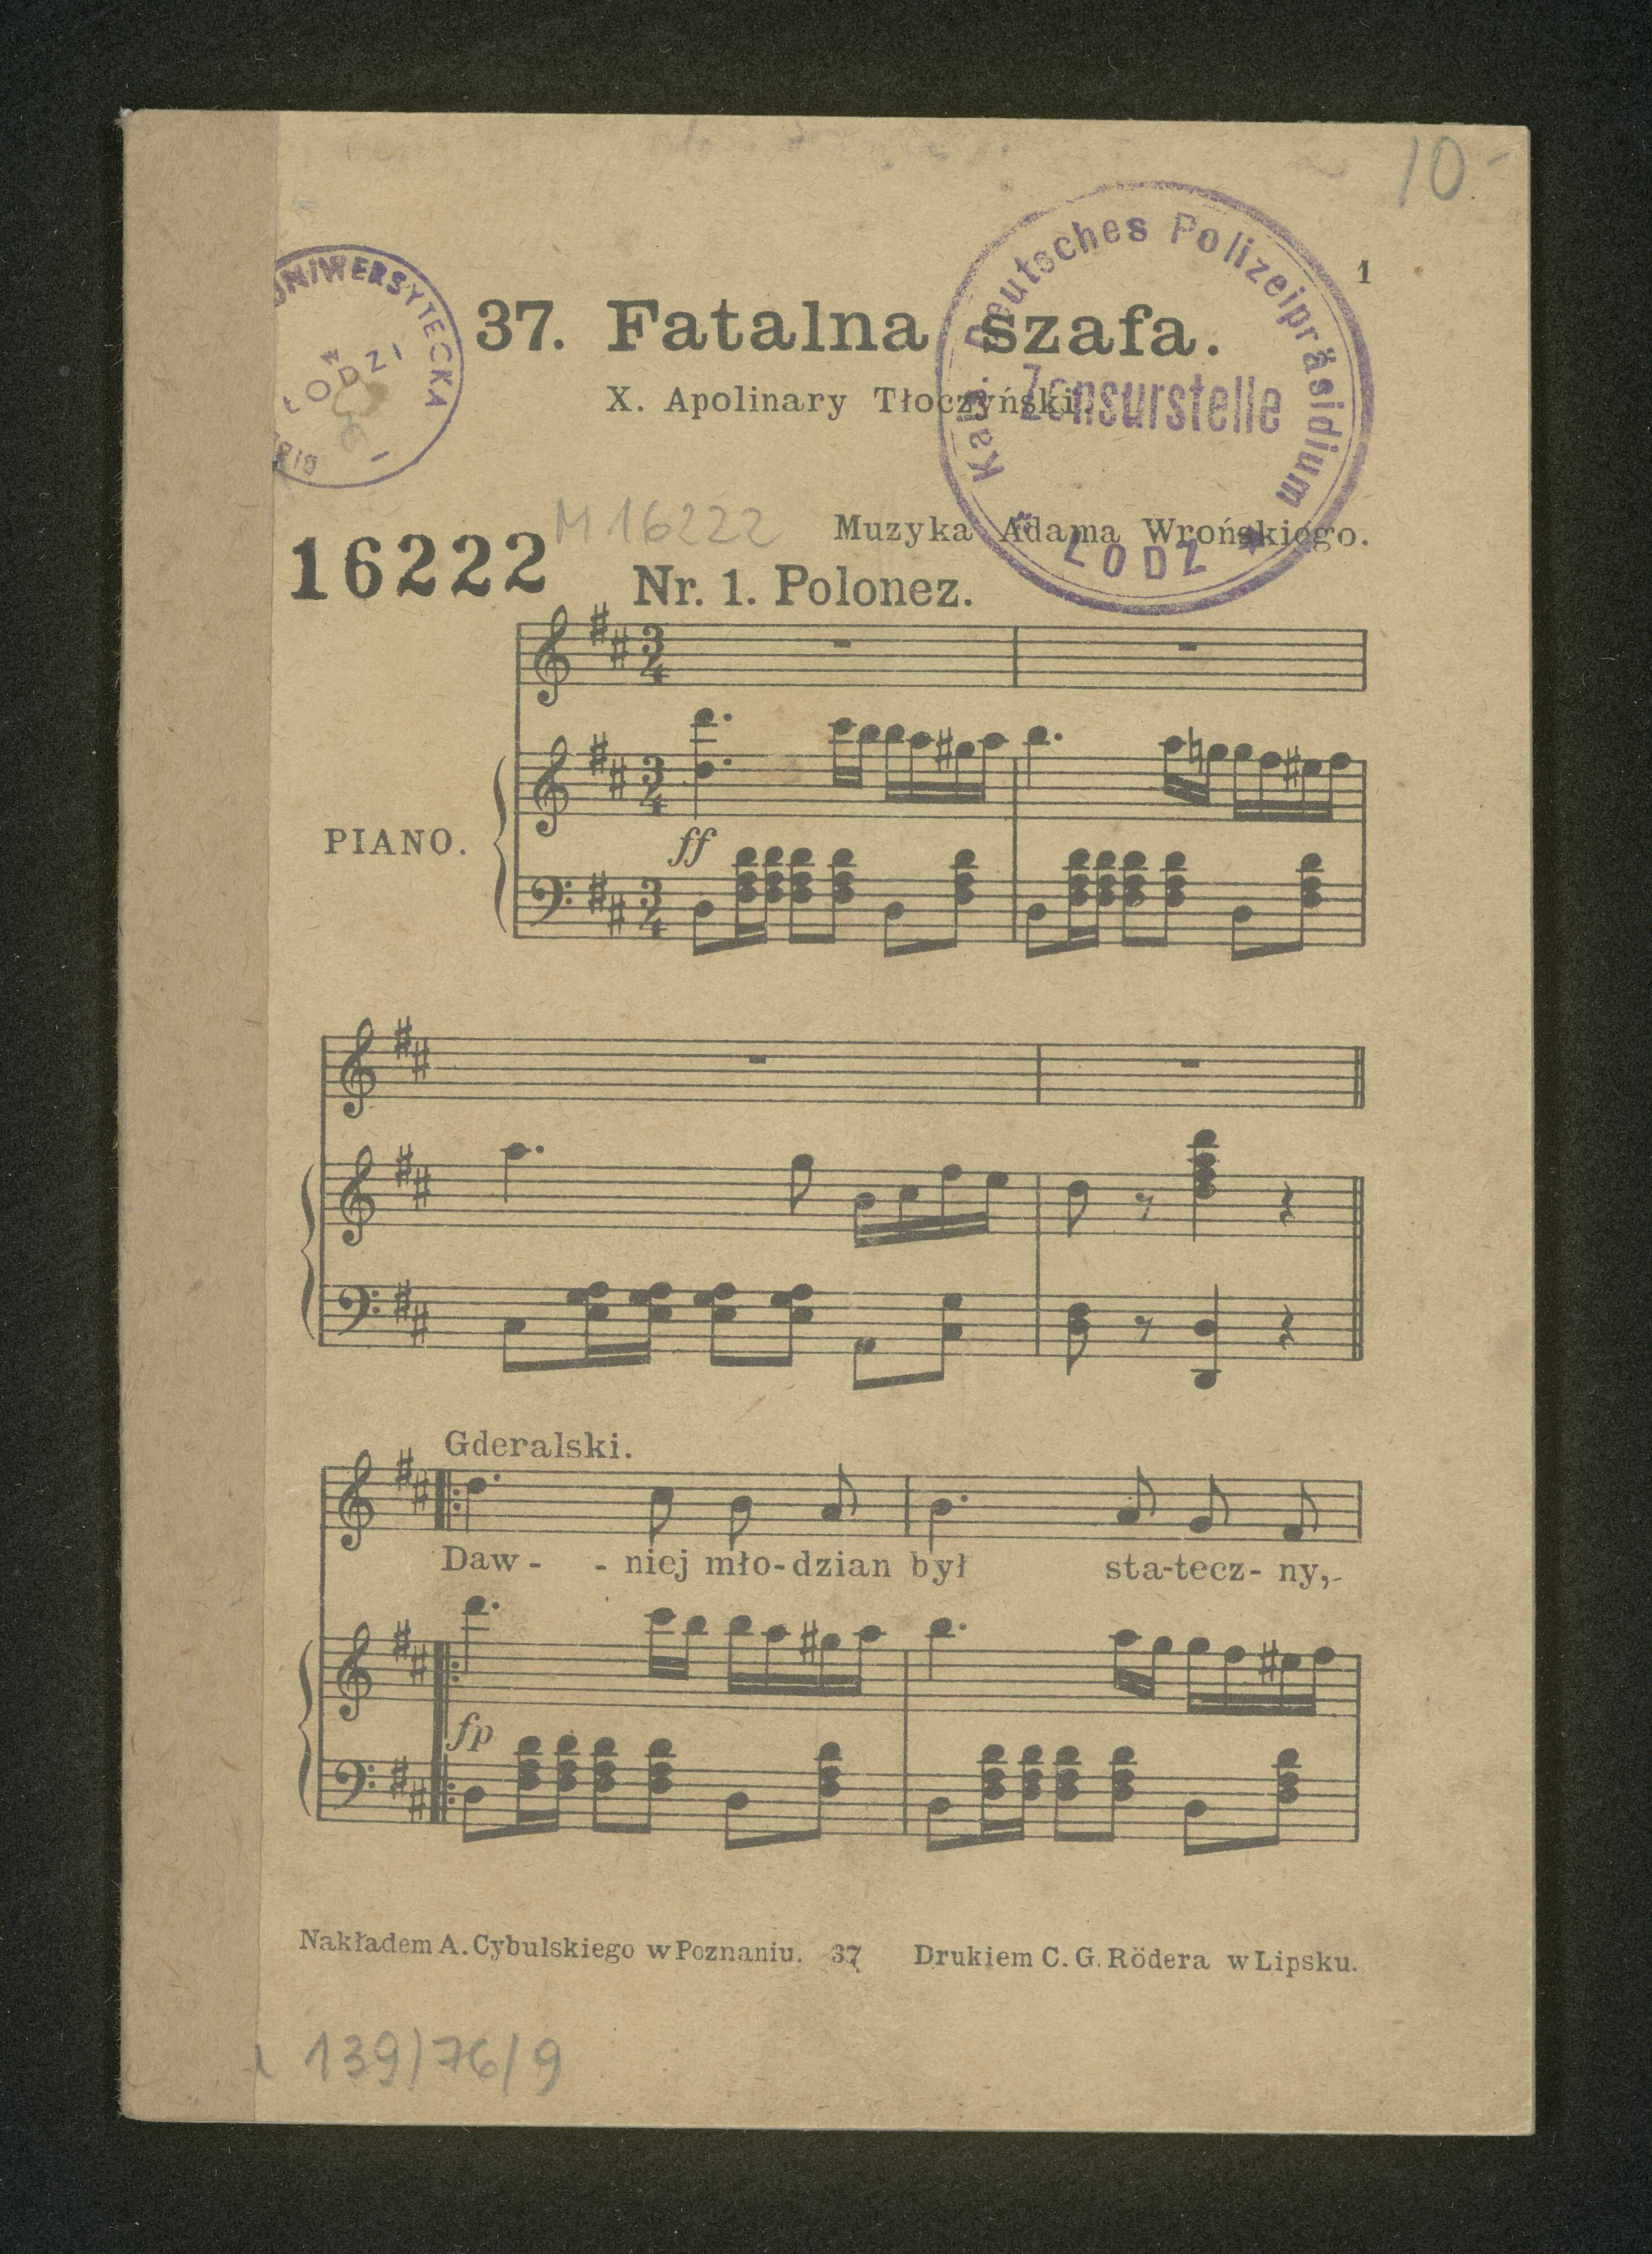 10.-
1
UNIWERSYTECKA
W
ŁODZI
Kais. Deutsches Polizeipräsidium
Zensurstelle
* LODZ *
37. Fatalna szafa.
X. Apolinary Tłoczyński.
M 16222
Muzyka Adama Wrońskiego.
16222
Nr. 1. Polonez.
PIANO.
ff
Gderalski.
Daw - - niej mło-dzian był sta-tecz- ny,
fp
Nakładem A. Cybulskiego w Poznaniu. 37 Drukiem C. G. Rödera w Lipsku.
139/76/9